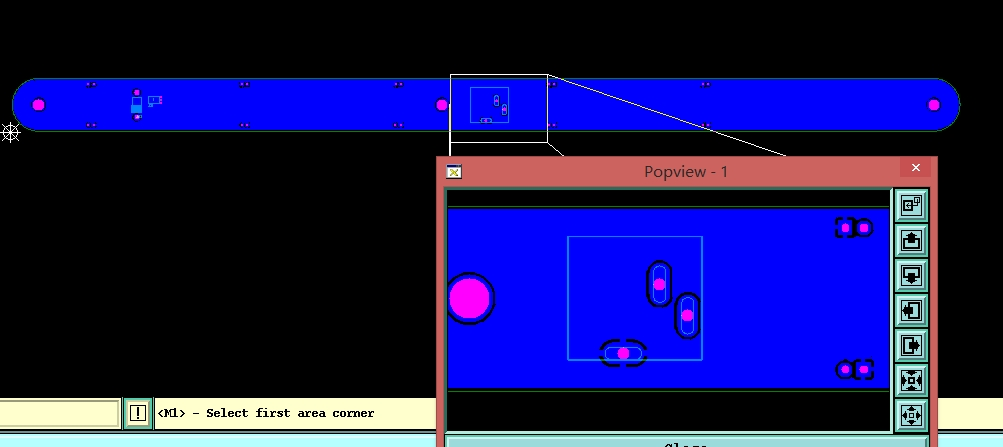 Popview - 1
<M1> - Select first area corner